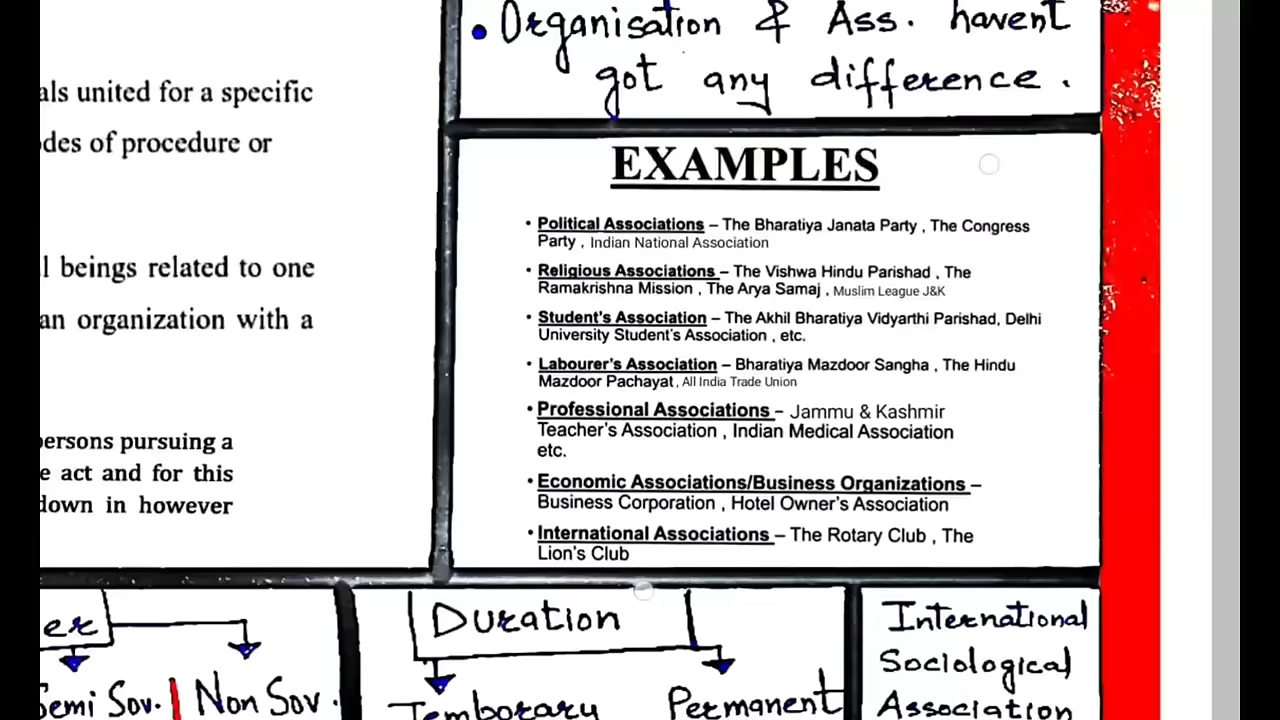 • Organisation & Ass. havent
got any difference.
als united for a specific
des of procedure or
l beings related to one
an organization with a
ersons pursuing a
e act and for this
down in however
EXAMPLES
• Political Associations – The Bharatiya Janata Party , The Congress
Party , Indian National Association
• Religious Associations – The Vishwa Hindu Parishad , The
Ramakrishna Mission , The Arya Samaj , Muslim League J&K
• Student's Association – The Akhil Bharatiya Vidyarthi Parishad, Delhi
University Student's Association , etc.
• Labourer's Association – Bharatiya Mazdoor Sangha , The Hindu
Mazdoor Pachayat, All India Trade Union
• Professional Associations – Jammu & Kashmir
Teacher's Association , Indian Medical Association
etc.
• Economic Associations/Business Organizations –
Business Corporation , Hotel Owner's Association
• International Associations – The Rotary Club , The
Lion's Club
er
Semi Sov. | Non Sov.
Duration
Temporary Permanent
International
Sociological
Association